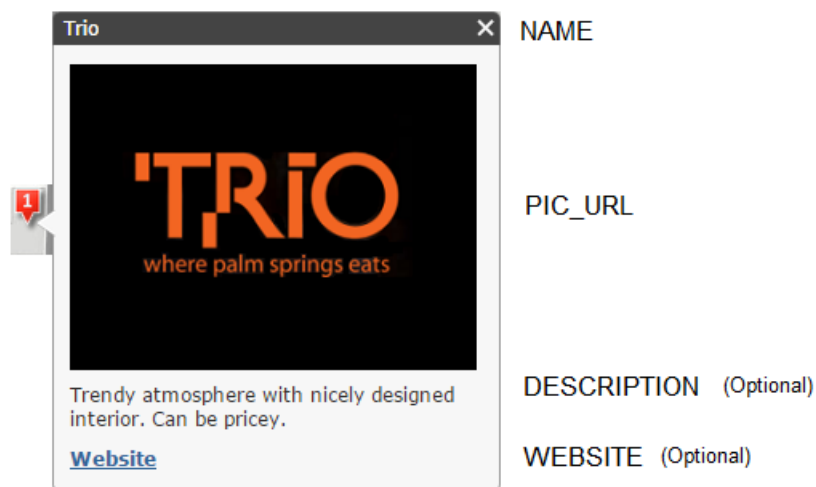 Trio
NAME
1
TRiO
where palm springs eats
PIC_URL
Trendy atmosphere with nicely designed
interior. Can be pricey.
DESCRIPTION (Optional)
Website
WEBSITE (Optional)